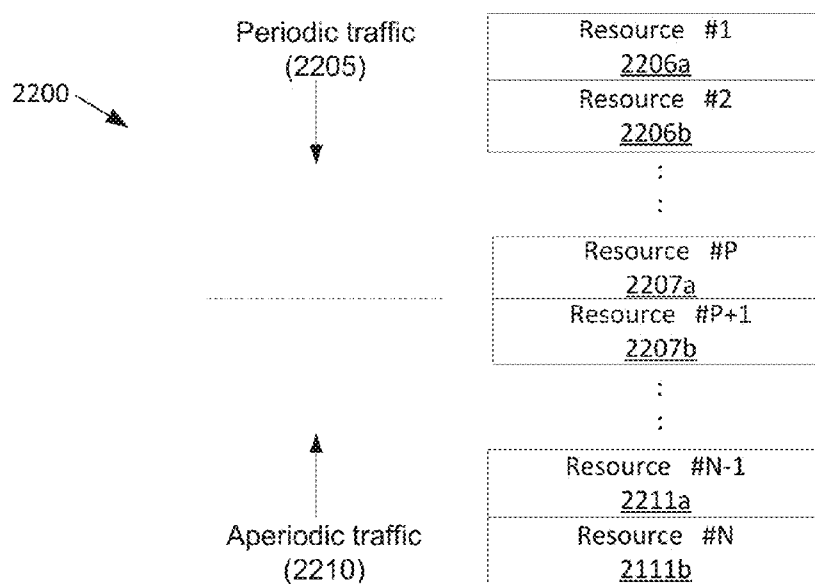 Periodic traffic
(2205)
2200
Resource #1
2206a
Resource #2
2206b
:
:
Resource #P
2207a
Resource #P+1
2207b
:
:
Aperiodic traffic
(2210)
Resource #N-1
2211a
Resource #N
2111b